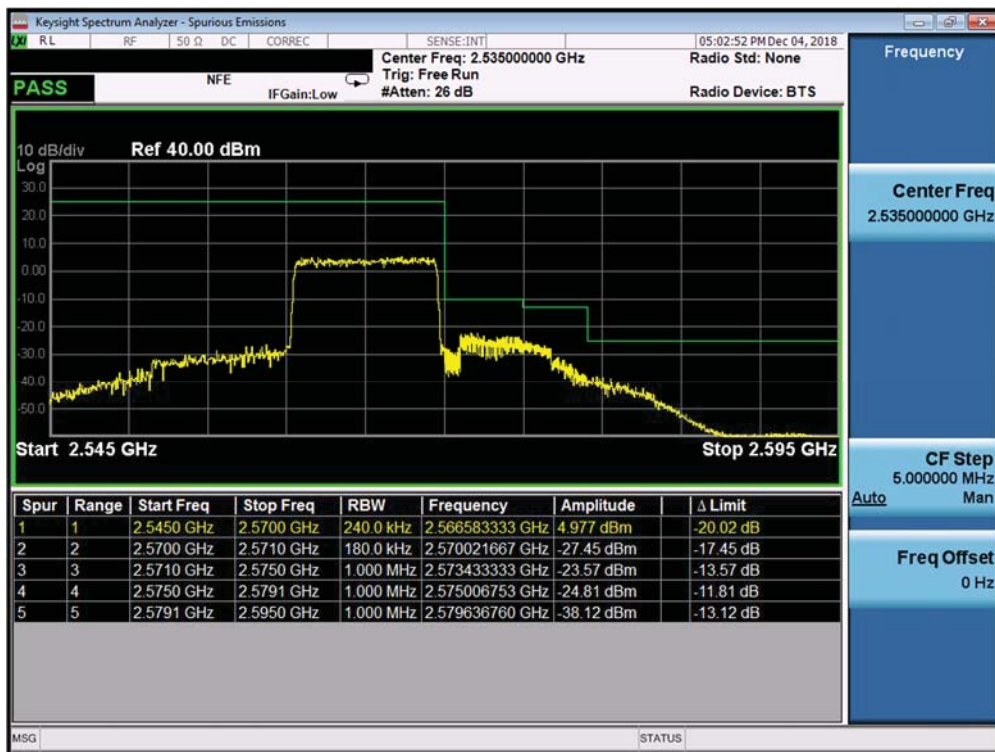 Keysight Spectrum Analyzer - Spurious Emissions
LXI RL RF 50 Ω DC CORREC SENSE:INT 05:02:52 PM Dec 04, 2018
Center Freq: 2.535000000 GHz Radio Std: None
PASS NFE Trig: Free Run
IFGain:Low #Atten: 26 dB Radio Device: BTS
10 dB/div Ref 40.00 dBm
Log
30.0
20.0
10.0
0.00
-10.0
-20.0
-30.0
-40.0
-50.0
Start 2.545 GHz Stop 2.595 GHz
Spur Range Start Freq Stop Freq RBW Frequency Amplitude Δ Limit
1 1 2.5450 GHz 2.5700 GHz 240.0 kHz 2.566583333 GHz 4.977 dBm -20.02 dB
2 2 2.5700 GHz 2.5710 GHz 180.0 kHz 2.570021667 GHz -27.45 dBm -17.45 dB
3 3 2.5710 GHz 2.5750 GHz 1.000 MHz 2.573433333 GHz -23.57 dBm -13.57 dB
4 4 2.5750 GHz 2.5791 GHz 1.000 MHz 2.575006753 GHz -24.81 dBm -11.81 dB
5 5 2.5791 GHz 2.5950 GHz 1.000 MHz 2.579636760 GHz -38.12 dBm -13.12 dB
MSG STATUS
Frequency
Center Freq
2.535000000 GHz
CF Step
5.000000 MHz
Auto Man
Freq Offset
0 Hz